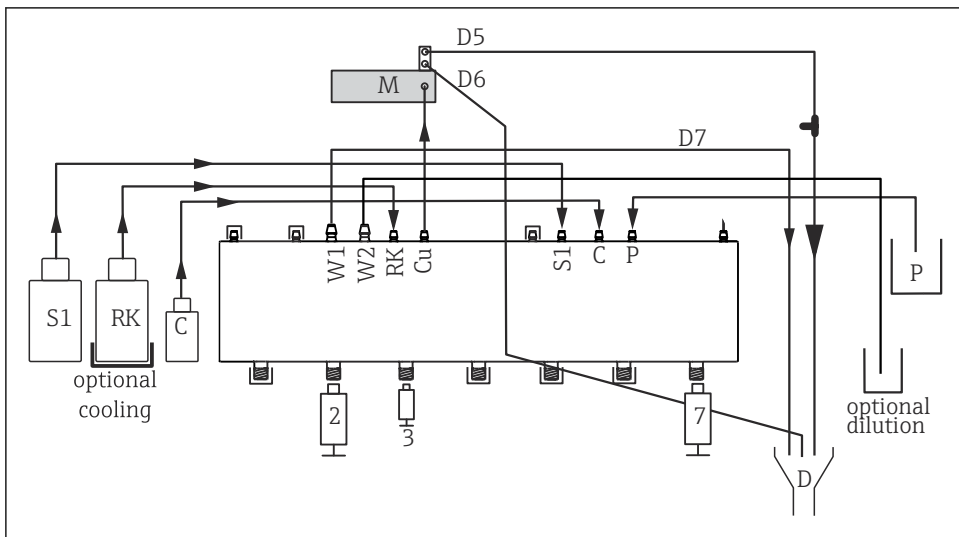 D5
M
D6
D7
W1
W2
RK
Cu
S1
C
P
S1
RK
C
P
optional
cooling
2
3
7
optional
dilution
D